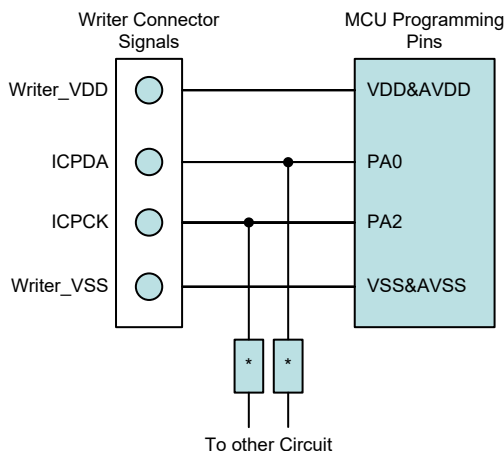 Writer Connector
Signals
MCU Programming
Pins
Writer_VDD
VDD&AVDD
ICPDA
PA0
ICPCK
PA2
Writer_VSS
VSS&AVSS
*
*
To other Circuit